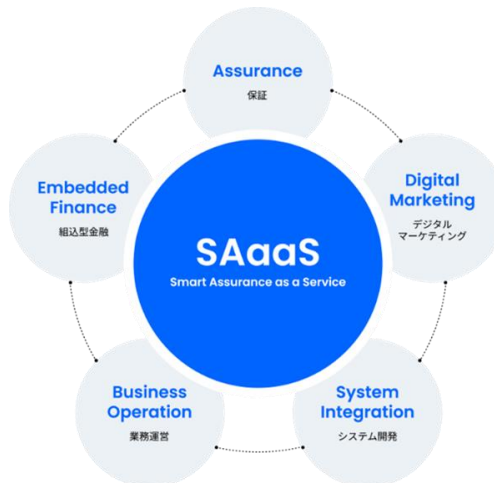 Assurance
保証
Embedded
Finance
組込型金融
Digital
Marketing
デジタル
マーケティング
SAaaS
Smart Assurance as a Service
Business
Operation
業務運営
System
Integration
システム開発